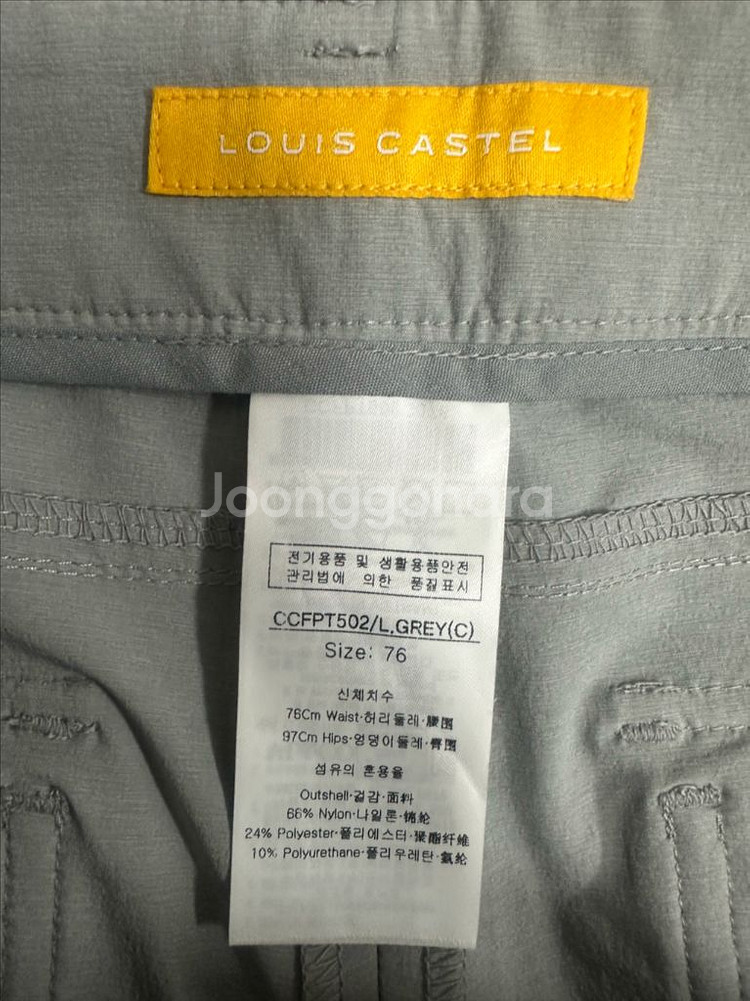 LOUIS CASTEL
Joonggonara
전기용품 및 생활용품안전
관리법에 의한 품질표시
CCFPT502/L.GREY(C)
Size: 76
신체치수
76Cm Waist·허리둘레·腰围
97Cm Hips·엉덩이둘레·臀围
섬유의 혼용율
Outshell·겉감·面料
66% Nylon·나일론·锦纶
24% Polyester·폴리에스터·聚酯纤维
10% Polyurethane·폴리우레탄·氨纶